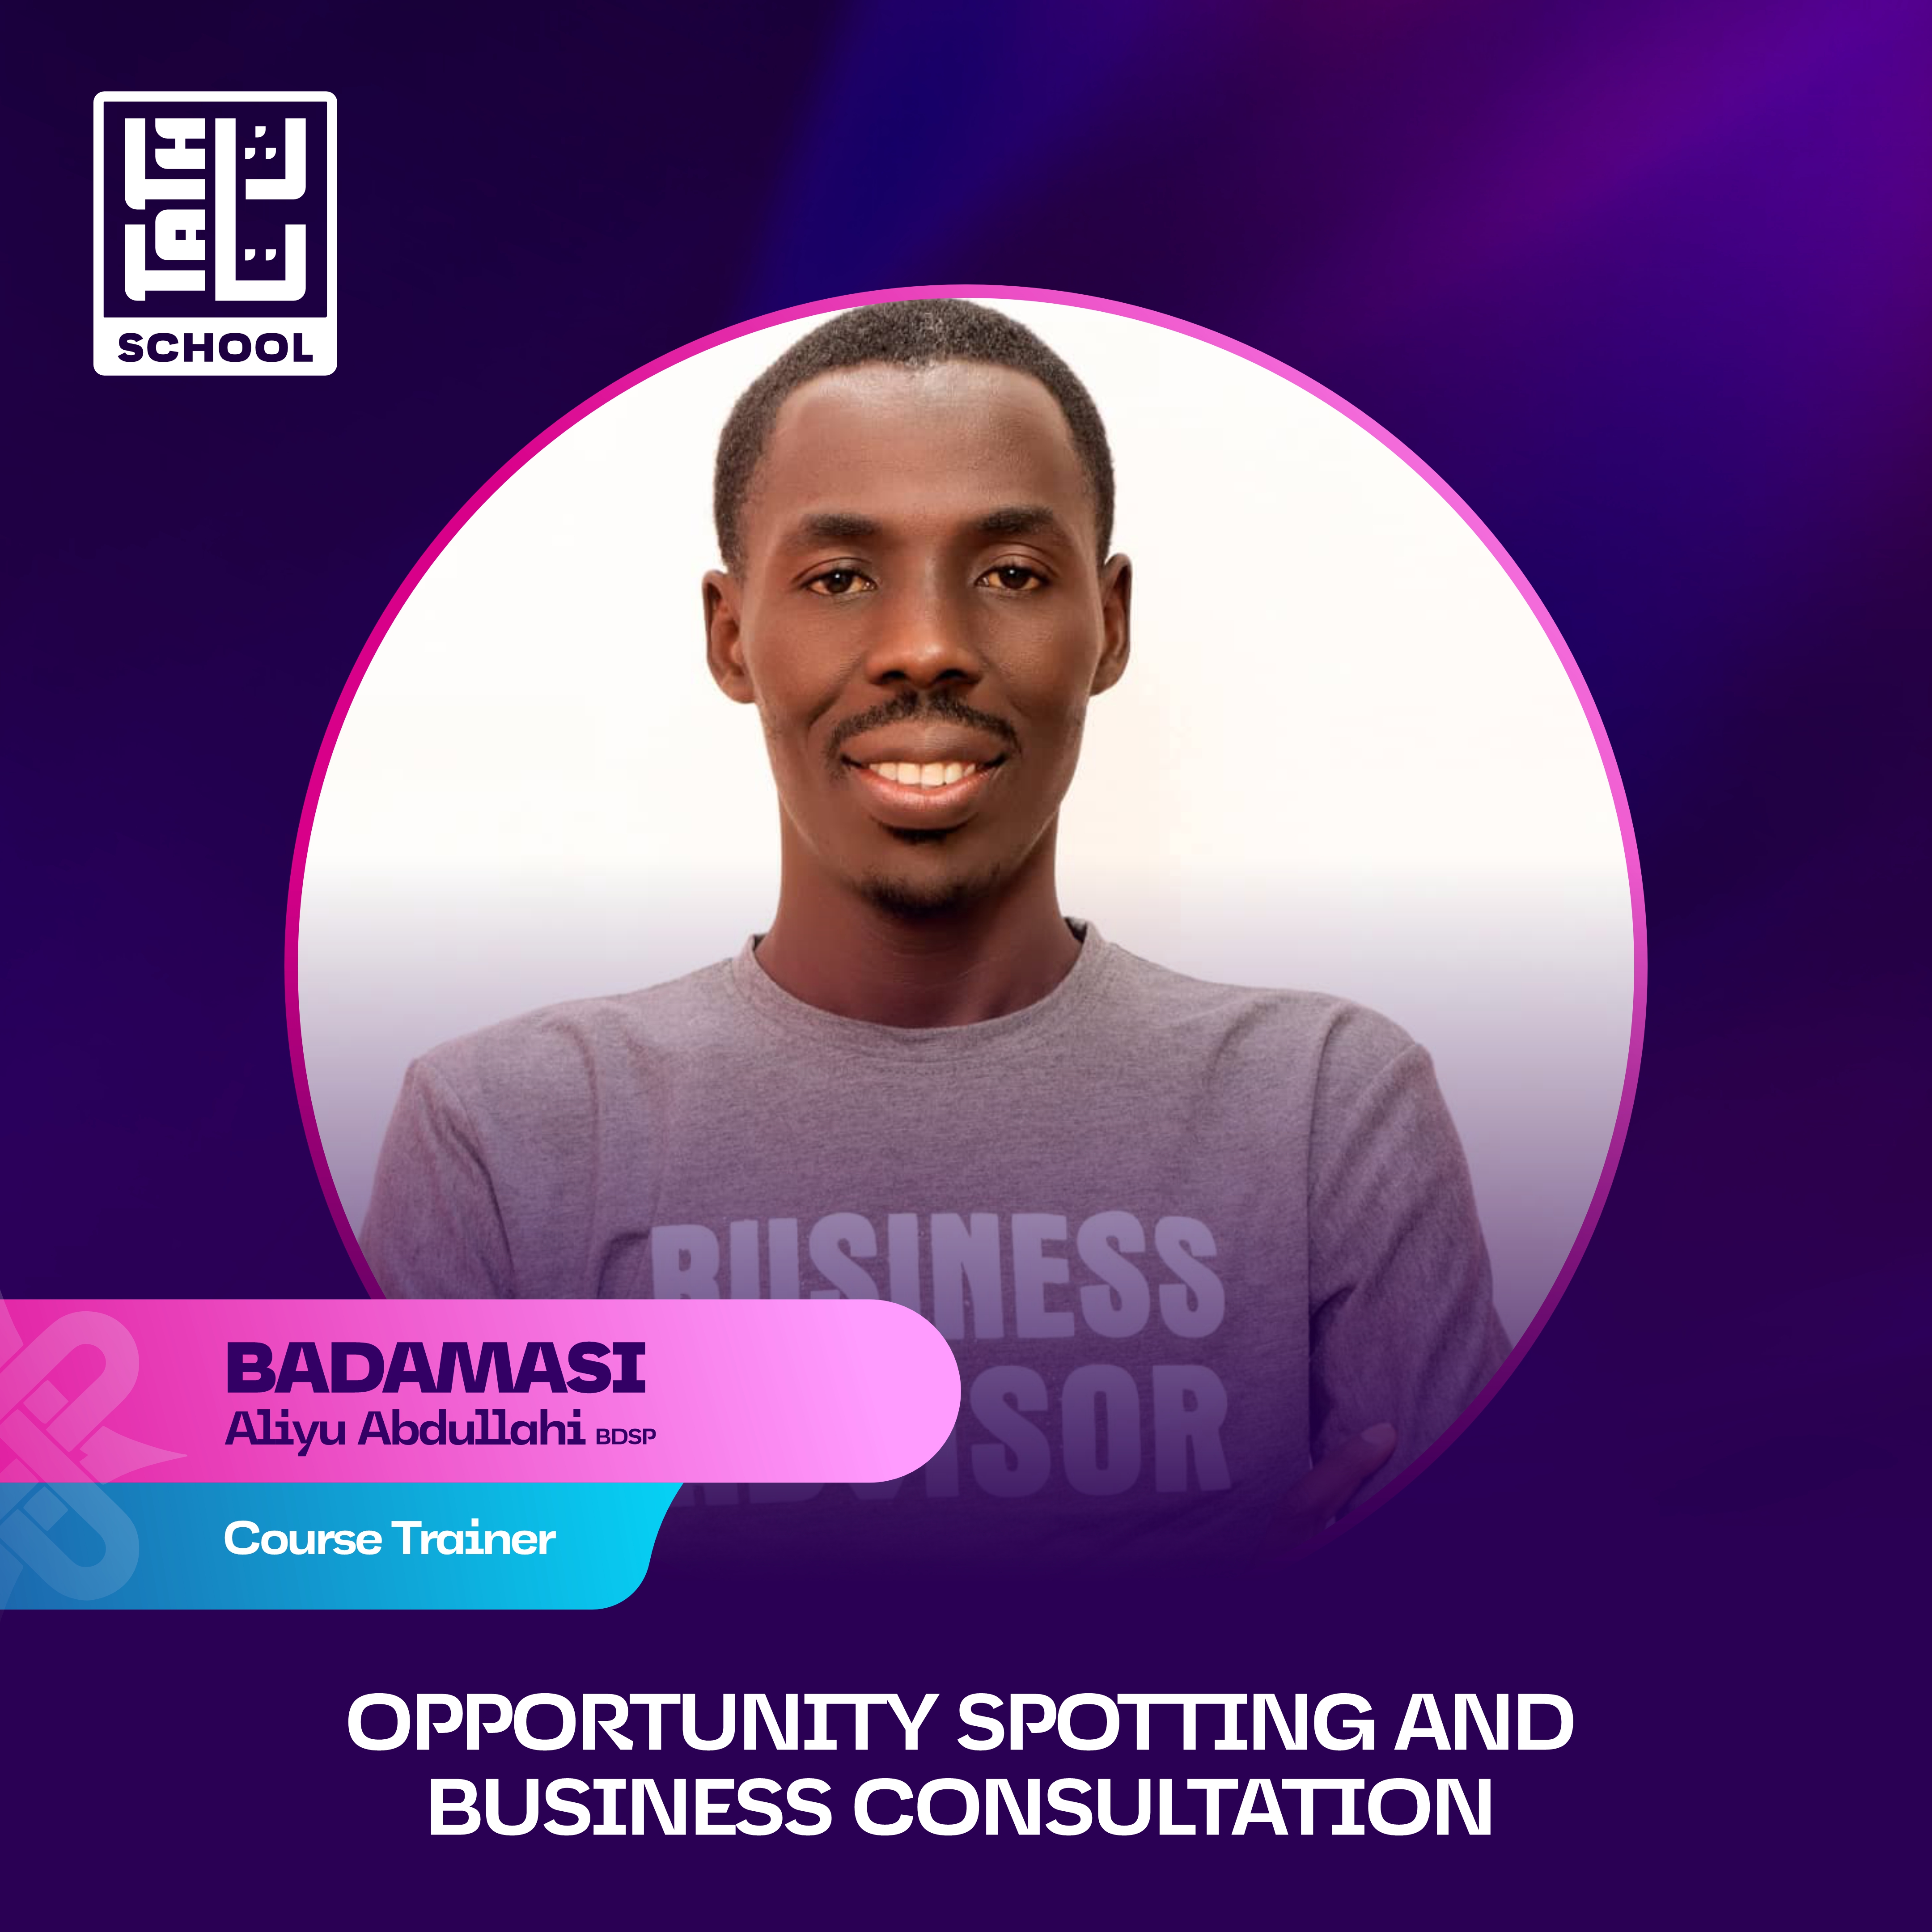 SCHOOL
BUSINESS
BADAMASI
Aliyu Abdullahi BDSP
Course Trainer
OPPORTUNITY SPOTTING AND
BUSINESS CONSULTATION